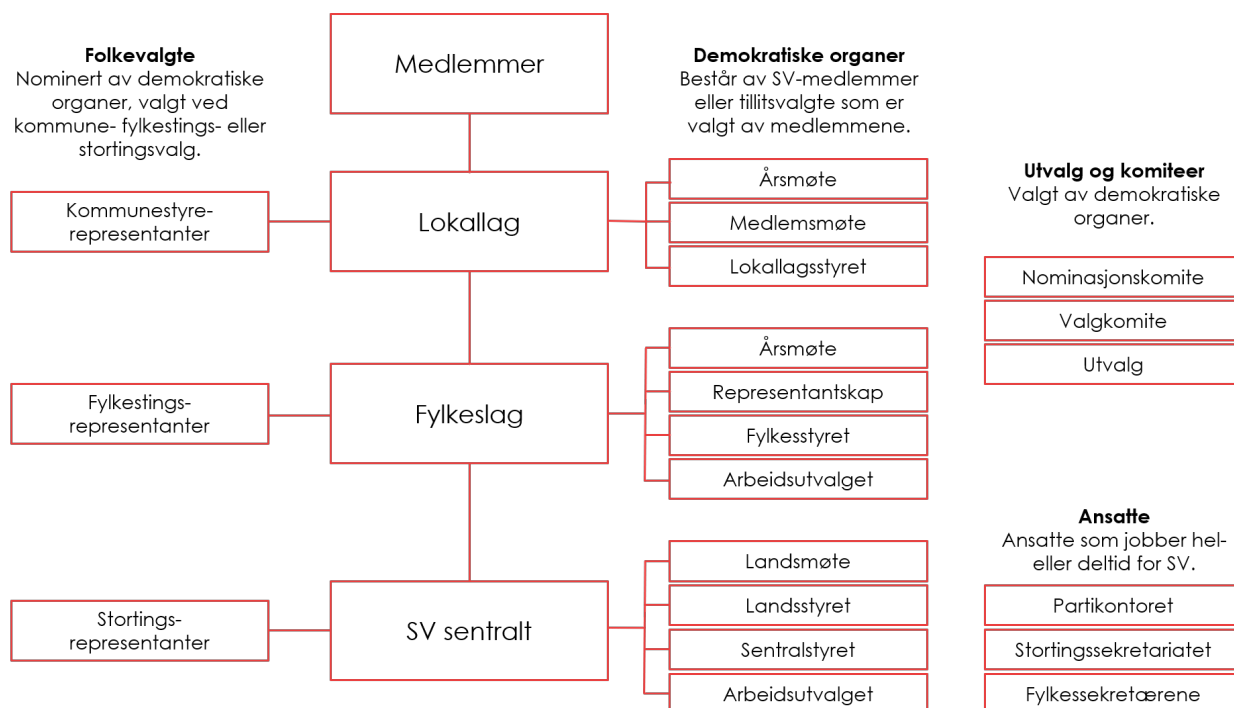 Folkevalgte
Nominert av demokratiske
organer, valgt ved
kommune- fylkestings- eller
stortingsvalg.
Medlemmer
Demokratiske organer
Består av SV-medlemmer
eller tillitsvalgte som er
valgt av medlemmene.
Kommunestyre-
representanter
Lokallag
Årsmøte
Medlemsmøte
Lokallagsstyret
Utvalg og komiteer
Valgt av demokratiske
organer.
Nominasjonskomite
Valgkomite
Utvalg
Fylkestings-
representanter
Fylkeslag
Årsmøte
Representantskap
Fylkesstyret
Arbeidsutvalget
Ansatte
Ansatte som jobber hel-
eller deltid for SV.
Stortings-
representanter
SV sentralt
Landsmøte
Landsstyret
Sentralstyret
Arbeidsutvalget
Partikontoret
Stortingssekretariatet
Fylkessekretærene